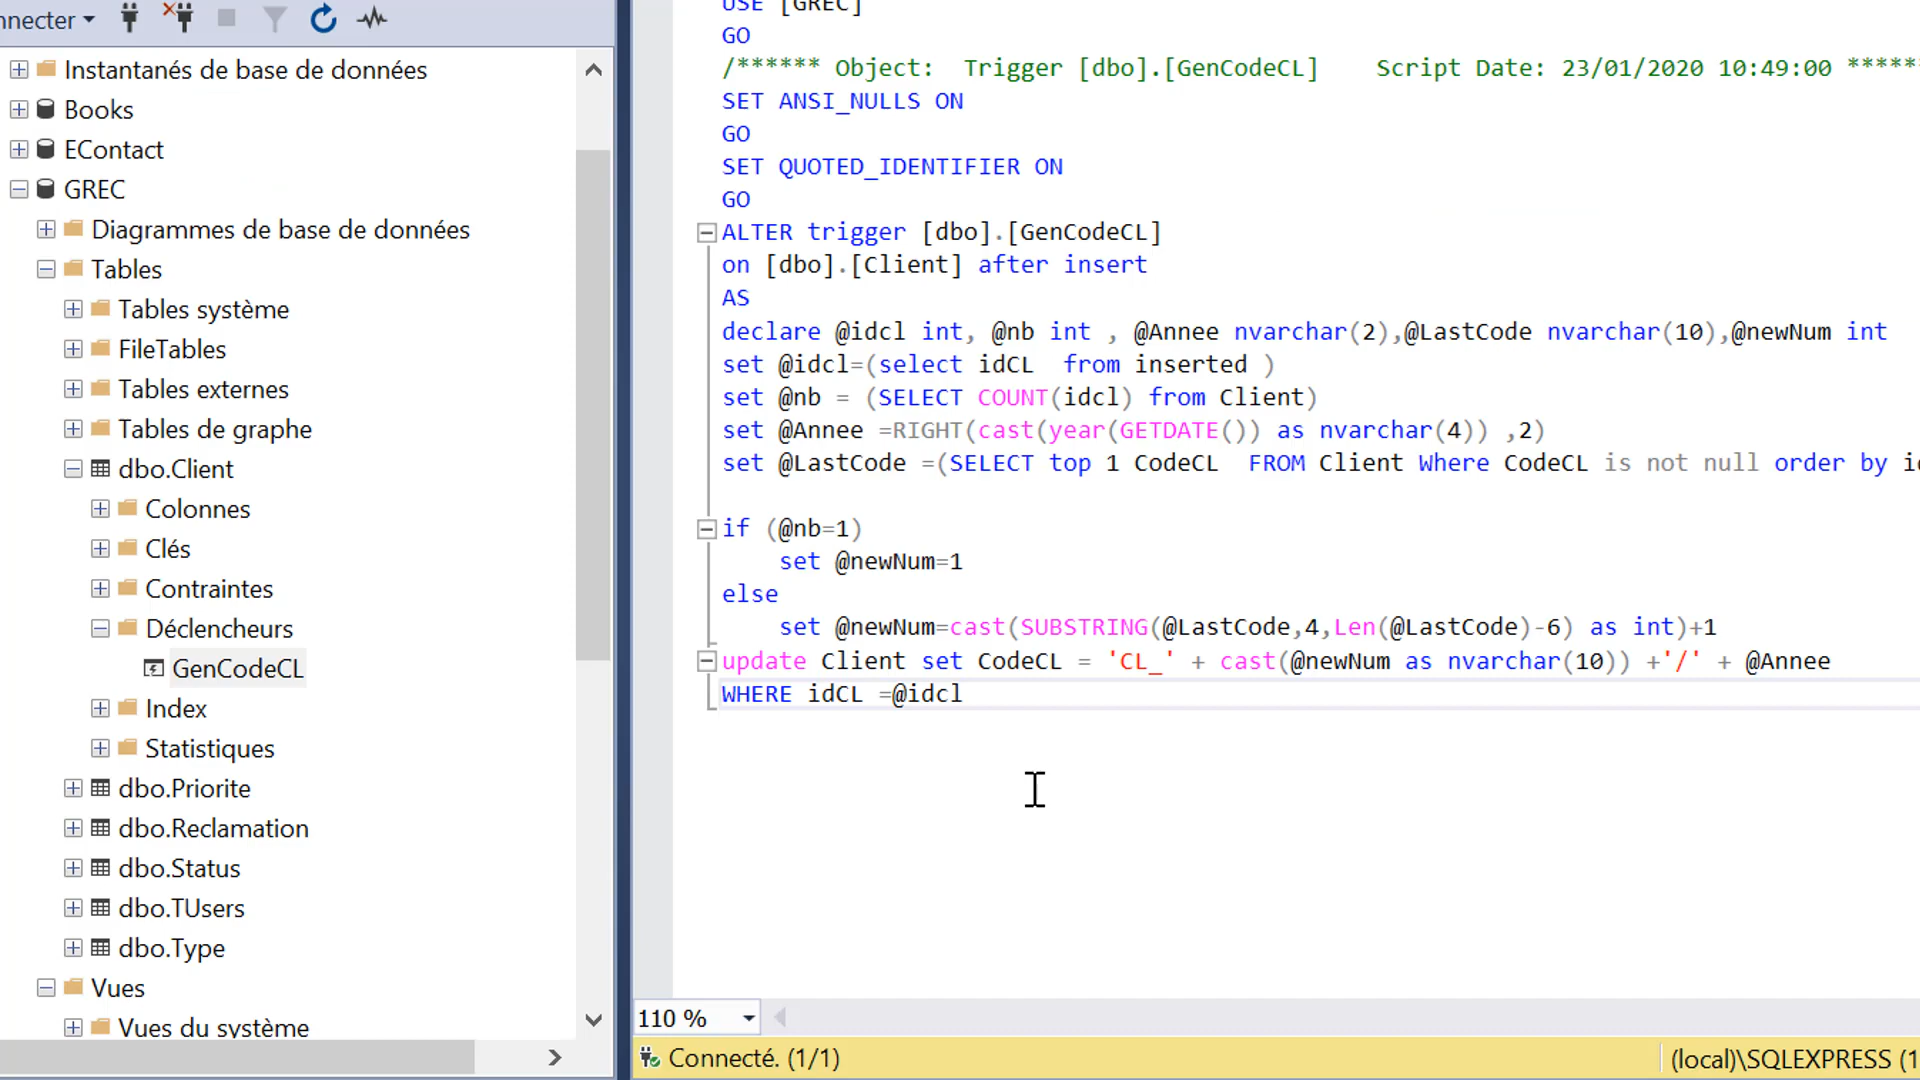 nnecter
Instantanés de base de données
Books
EContact
GREC
Diagrammes de base de données
Tables
Tables système
FileTables
Tables externes
Tables de graphe
dbo.Client
Colonnes
Clés
Contraintes
Déclencheurs
GenCodeCL
Index
Statistiques
dbo.Priorite
dbo.Reclamation
dbo.Status
dbo.TUsers
dbo.Type
Vues
Vues du système
USE [GREC]
GO
/****** Object:  Trigger [dbo].[GenCodeCL]    Script Date: 23/01/2020 10:49:00 ******
SET ANSI_NULLS ON
GO
SET QUOTED_IDENTIFIER ON
GO
ALTER trigger [dbo].[GenCodeCL]
on [dbo].[Client] after insert
AS
declare @idcl int, @nb int , @Annee nvarchar(2),@LastCode nvarchar(10),@newNum int
set @idcl=(select idCL  from inserted )
set @nb = (SELECT COUNT(idcl) from Client)
set @Annee =RIGHT(cast(year(GETDATE()) as nvarchar(4)) ,2)
set @LastCode =(SELECT top 1 CodeCL  FROM Client Where CodeCL is not null order by
if (@nb=1)
set @newNum=1
else
set @newNum=cast(SUBSTRING(@LastCode,4,Len(@LastCode)-6) as int)+1
update Client set CodeCL = 'CL_' + cast(@newNum as nvarchar(10)) +'/' + @Annee
WHERE idCL =@idcl
110 %
Connecté. (1/1)
(local)\SQLEXPRESS (1